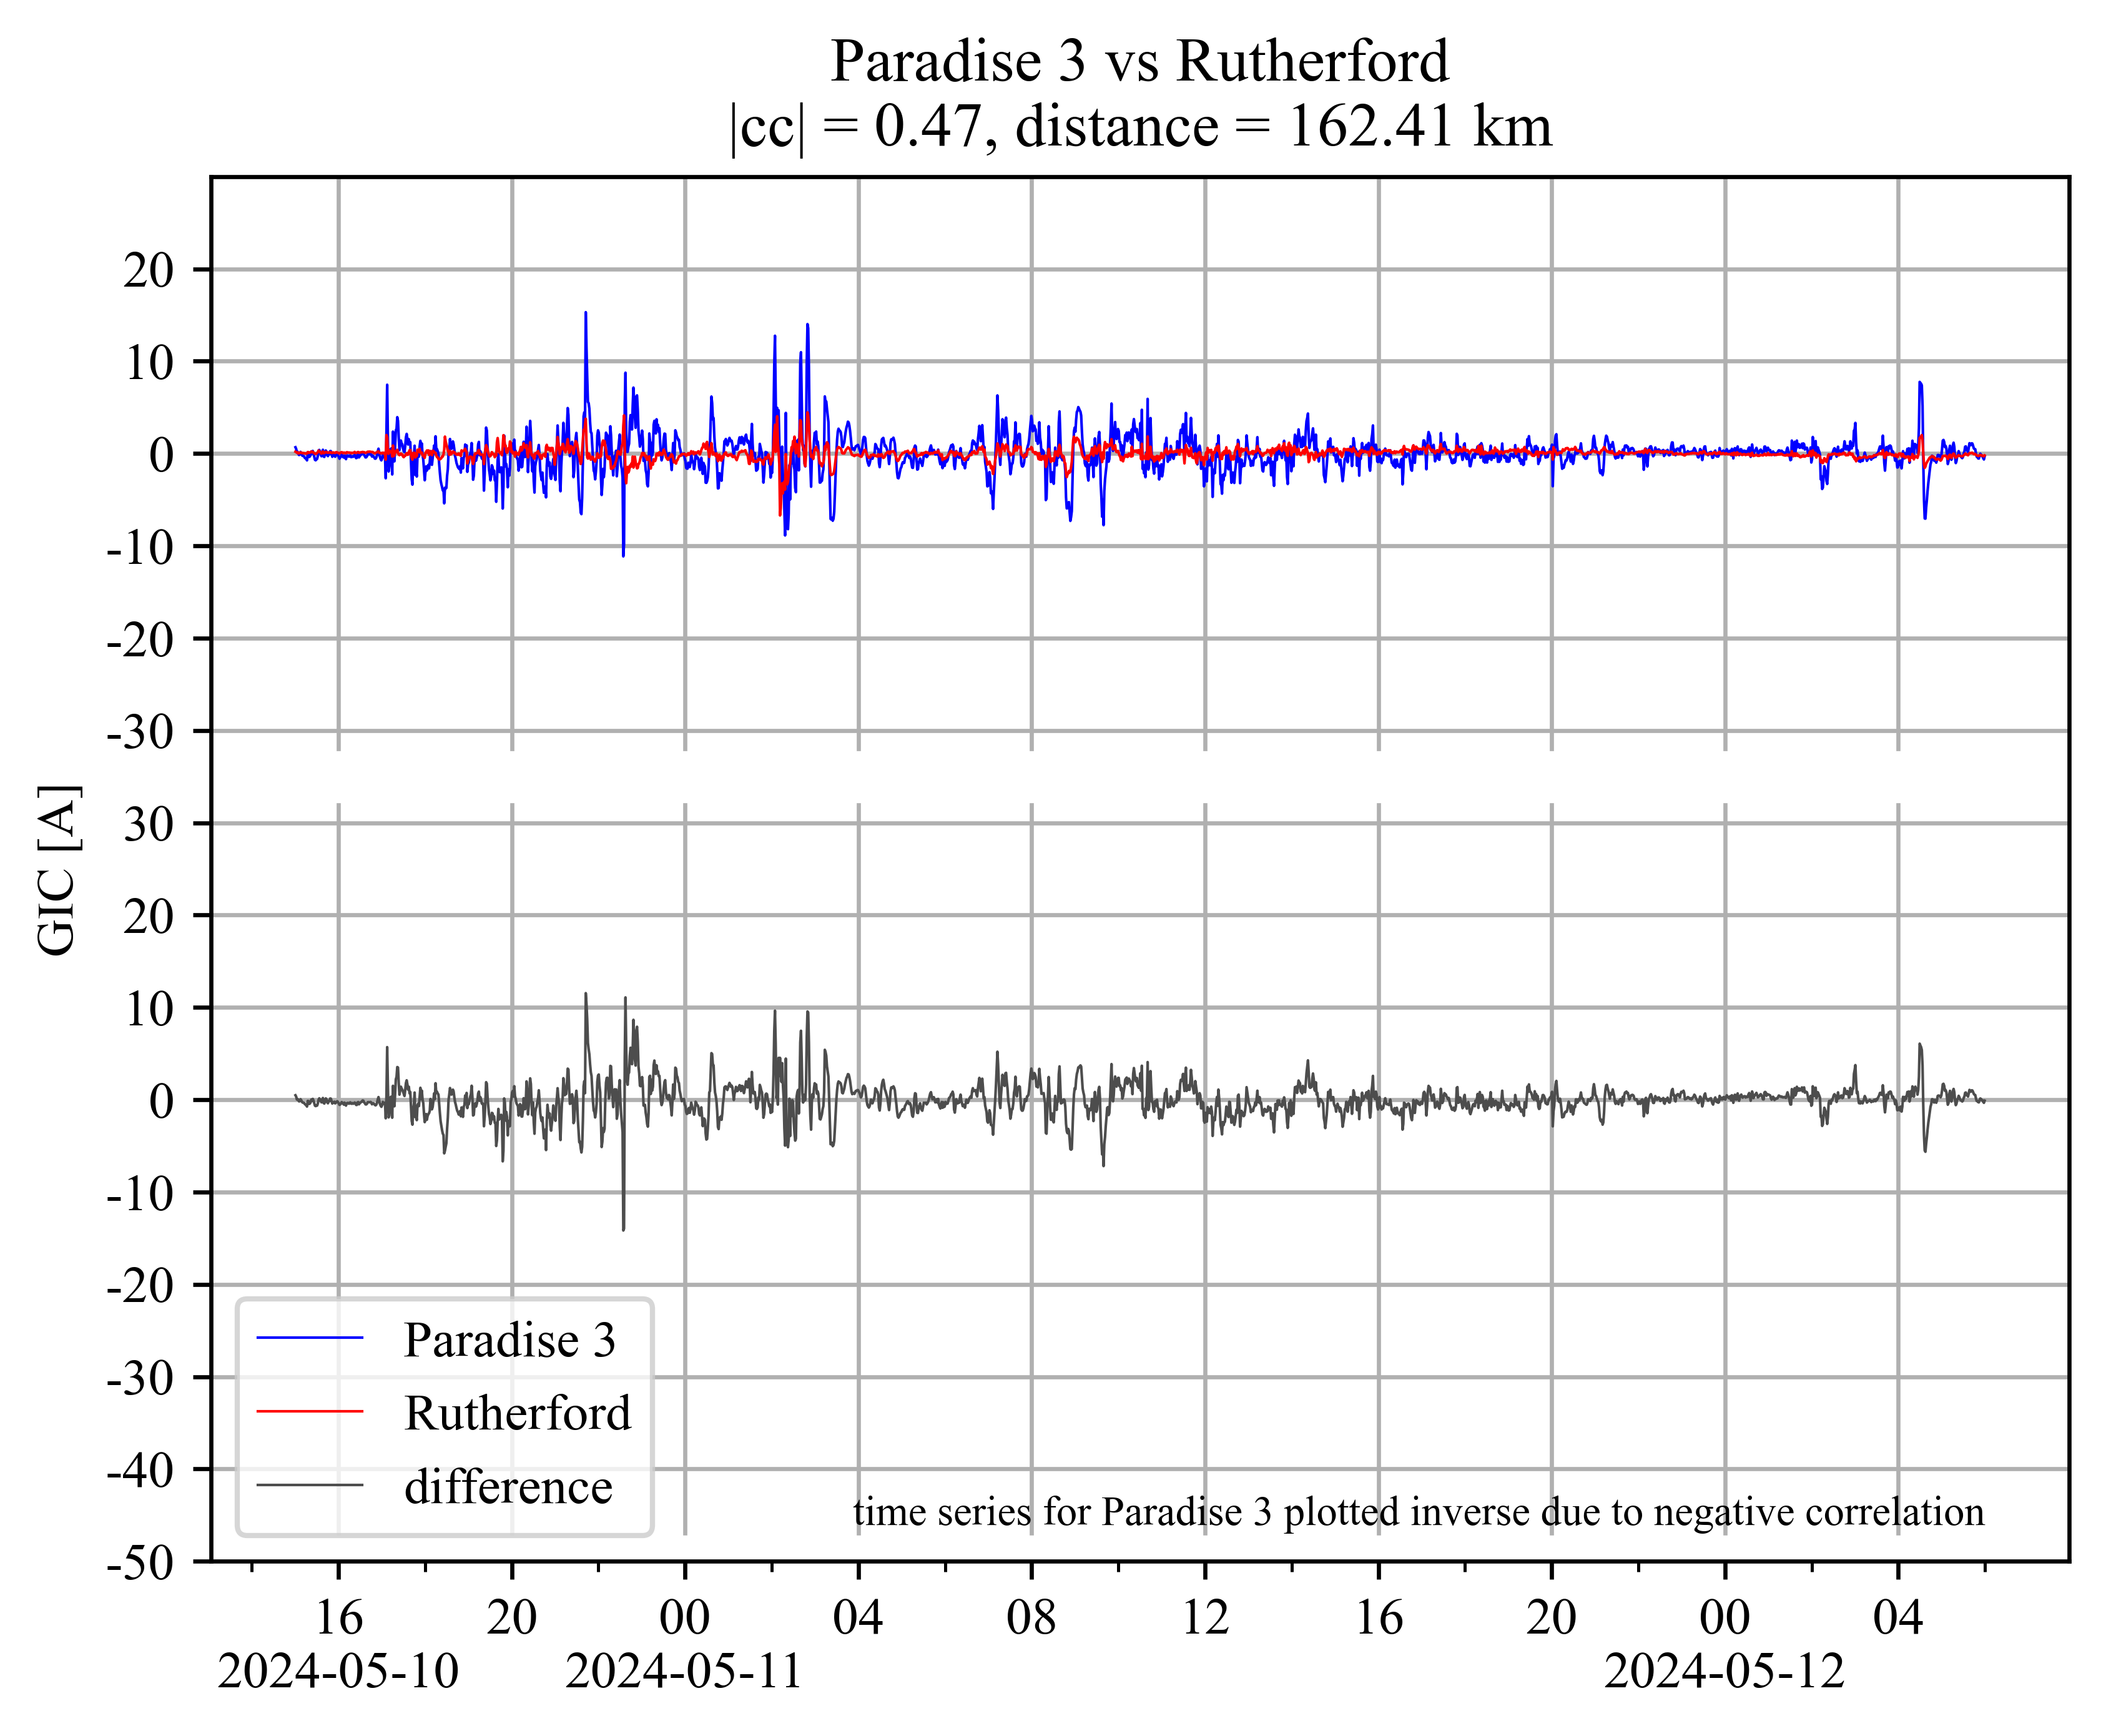 Paradise 3 vs Rutherford
|cc| = 0.47, distance = 162.41 km
GIC [A]
20
10
0
-10
-20
-30
30
20
10
0
-10
-20
-30
-40
-50
Paradise 3
Rutherford
difference
time series for Paradise 3 plotted inverse due to negative correlation
16 20 00 04 08 12 16 20 00 04
2024-05-10 2024-05-11 2024-05-12